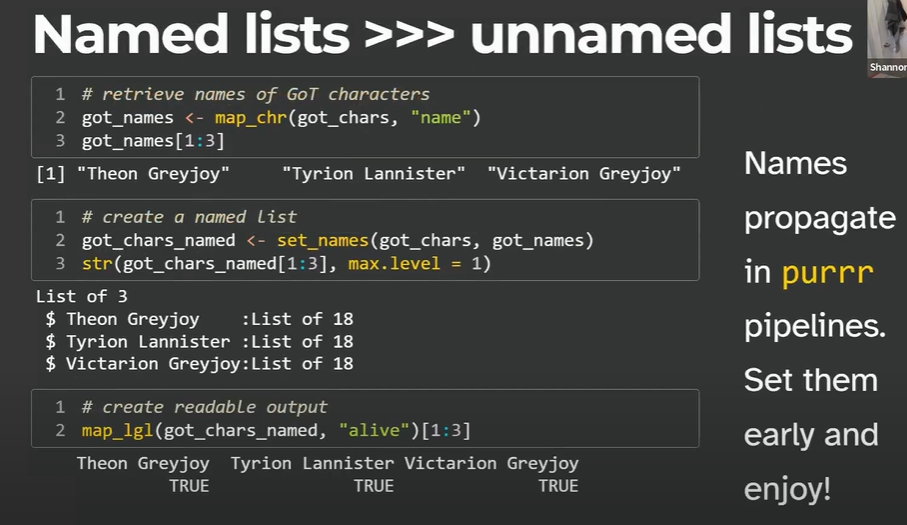 Named lists >>> unnamed lists
Shannon
1 # retrieve names of GoT characters
2 got_names <- map_chr(got_chars, "name")
3 got_names[1:3]
[1] "Theon Greyjoy"     "Tyrion Lannister"  "Victarion Greyjoy"
1 # create a named list
2 got_chars_named <- set_names(got_chars, got_names)
3 str(got_chars_named[1:3], max.level = 1)
List of 3
 $ Theon Greyjoy    :List of 18
 $ Tyrion Lannister :List of 18
 $ Victarion Greyjoy:List of 18
1 # create readable output
2 map_lgl(got_chars_named, "alive")[1:3]
    Theon Greyjoy  Tyrion Lannister Victarion Greyjoy
             TRUE              TRUE              TRUE
Names
propagate
in purrr
pipelines.
Set them
early and
enjoy!